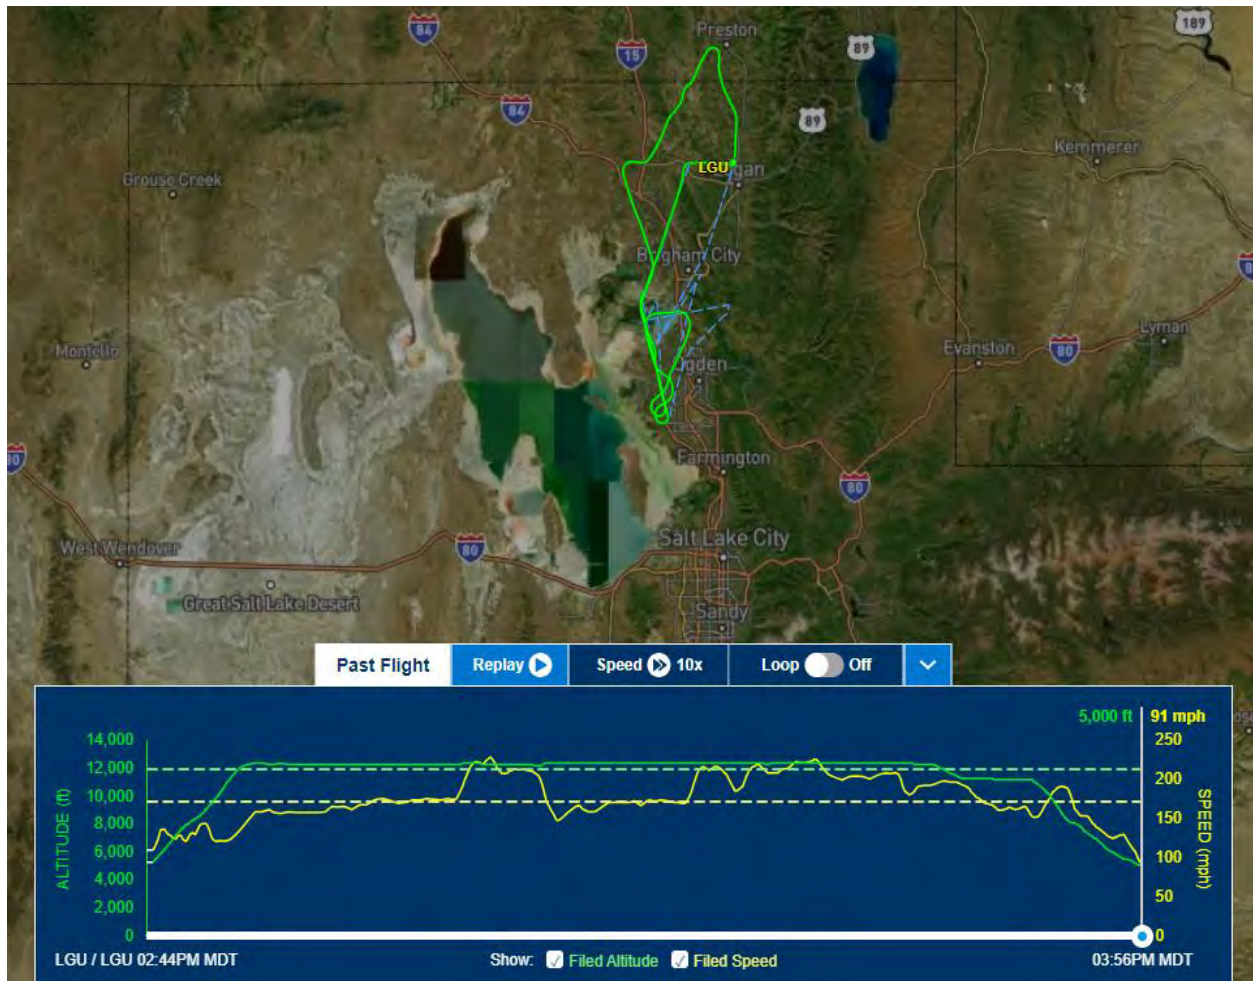 Preston
189
84
15
89
84
89
Kemmerer
Grouse Creek
LGU
Logan
Brigham City
Lyman
Montello
Evanston
80
Ogden
80
Farmington
80
West Wendover
80
Salt Lake City
Great Salt Lake Desert
Sandy
Past Flight
Replay
Speed
10x
Loop
Off
5,000 ft
91 mph
14,000
250
12,000
200
10,000
8,000
150
6,000
100
4,000
50
2,000
0
0
ALTITUDE (ft)
SPEED (mph)
LGU / LGU 02:44PM MDT
Show:
Filed Altitude
Filed Speed
03:56PM MDT